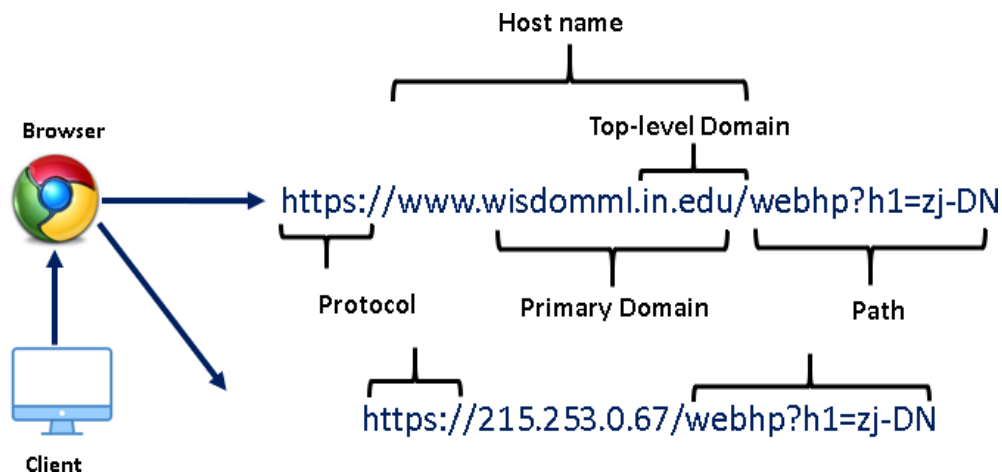 Host name
Browser
Top-level Domain
https://www.wisdomml.in.edu/webhp?h1=zj-DN
Protocol
Primary Domain
Path
https://215.253.0.67/webhp?h1=zj-DN
Client